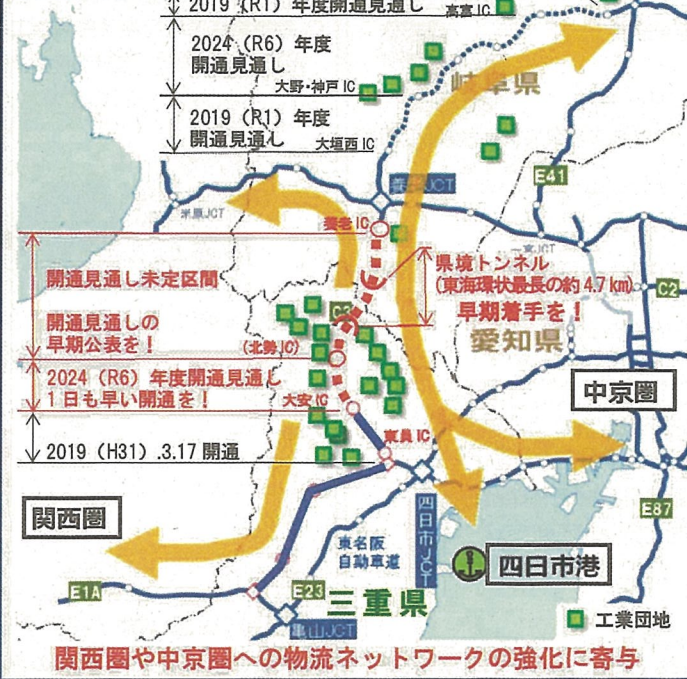 2019（R1）年度開通見通し
高富IC
2024（R6）年度
開通見通し
大野・神戸IC
岐阜県
2019（R1）年度
開通見通し
大垣西IC
養老JCT
E41
米原JCT
養老IC
一宮JCT
県境トンネル
(東海環状最長の約4.7km)
早期着手を！
開通見通し未定区間
C3
C2
開通見通しの
早期公表を！
愛知県
(北勢IC)
2024（R6）年度開通見通し
1日も早い開通を！
大安IC
中京圏
東員IC
2019（H31）.3.17開通
関西圏
四日市JCT
E87
東名阪
自動車道
四日市港
E1A
E23
三重県
工業団地
亀山JCT
関西圏や中京圏への物流ネットワークの強化に寄与